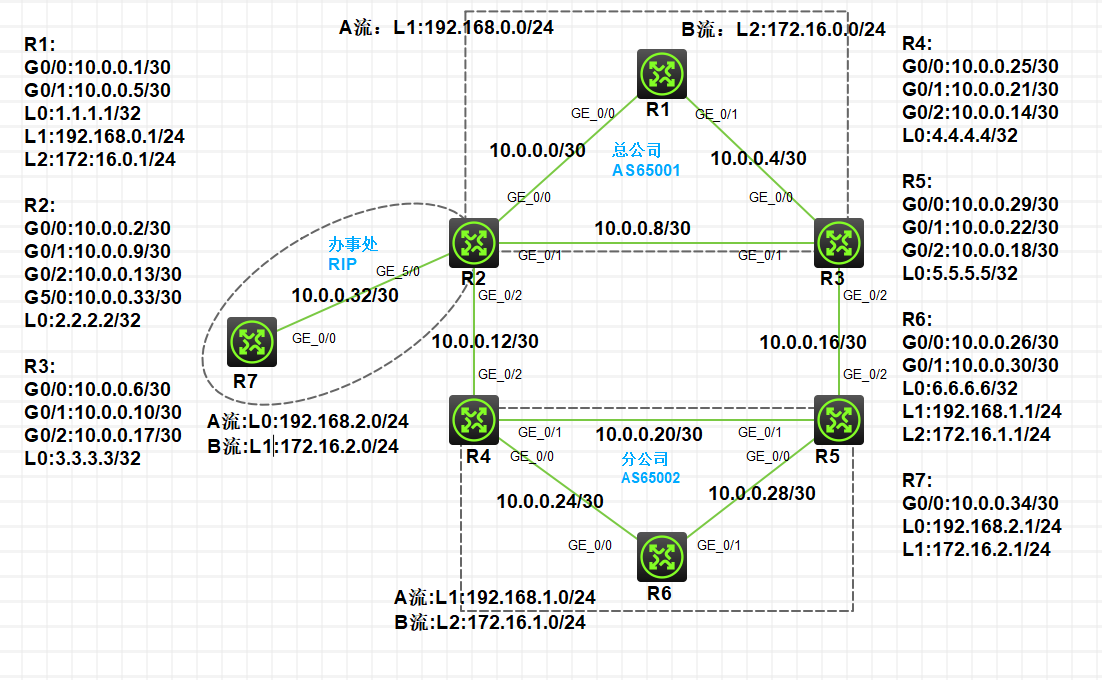 A流：L1:192.168.0.0/24
B流：L2:172.16.0.0/24
R1:
G0/0:10.0.0.1/30
G0/1:10.0.0.5/30
L0:1.1.1.1/32
L1:192.168.0.1/24
L2:172:16.0.1/24
R2:
G0/0:10.0.0.2/30
G0/1:10.0.0.9/30
G0/2:10.0.0.13/30
G5/0:10.0.0.33/30
L0:2.2.2.2/32
R3:
G0/0:10.0.0.6/30
G0/1:10.0.0.10/30
G0/2:10.0.0.17/30
L0:3.3.3.3/32
R1
GE_0/0
GE_0/1
10.0.0.0/30
总公司
AS65001
10.0.0.4/30
GE_0/0
GE_0/0
10.0.0.8/30
办事处
RIP
GE_5/0
R2
GE_0/1
GE_0/1
R3
10.0.0.32/30
GE_0/2
GE_0/2
GE_0/0
10.0.0.12/30
10.0.0.16/30
R7
GE_0/2
GE_0/2
A流:L0:192.168.2.0/24
B流:L1:172.16.2.0/24
GE_0/1
10.0.0.20/30
GE_0/1
R4
GE_0/0
分公司
AS65002
GE_0/0
R5
10.0.0.24/30
10.0.0.28/30
GE_0/0
GE_0/1
R6
A流:L1:192.168.1.0/24
B流:L2:172.16.1.0/24
R4:
G0/0:10.0.0.25/30
G0/1:10.0.0.21/30
G0/2:10.0.0.14/30
L0:4.4.4.4/32
R5:
G0/0:10.0.0.29/30
G0/1:10.0.0.22/30
G0/2:10.0.0.18/30
L0:5.5.5.5/32
R6:
G0/0:10.0.0.26/30
G0/1:10.0.0.30/30
L0:6.6.6.6/32
L1:192.168.1.1/24
L2:172.16.1.1/24
R7:
G0/0:10.0.0.34/30
L0:192.168.2.1/24
L1:172.16.2.1/24